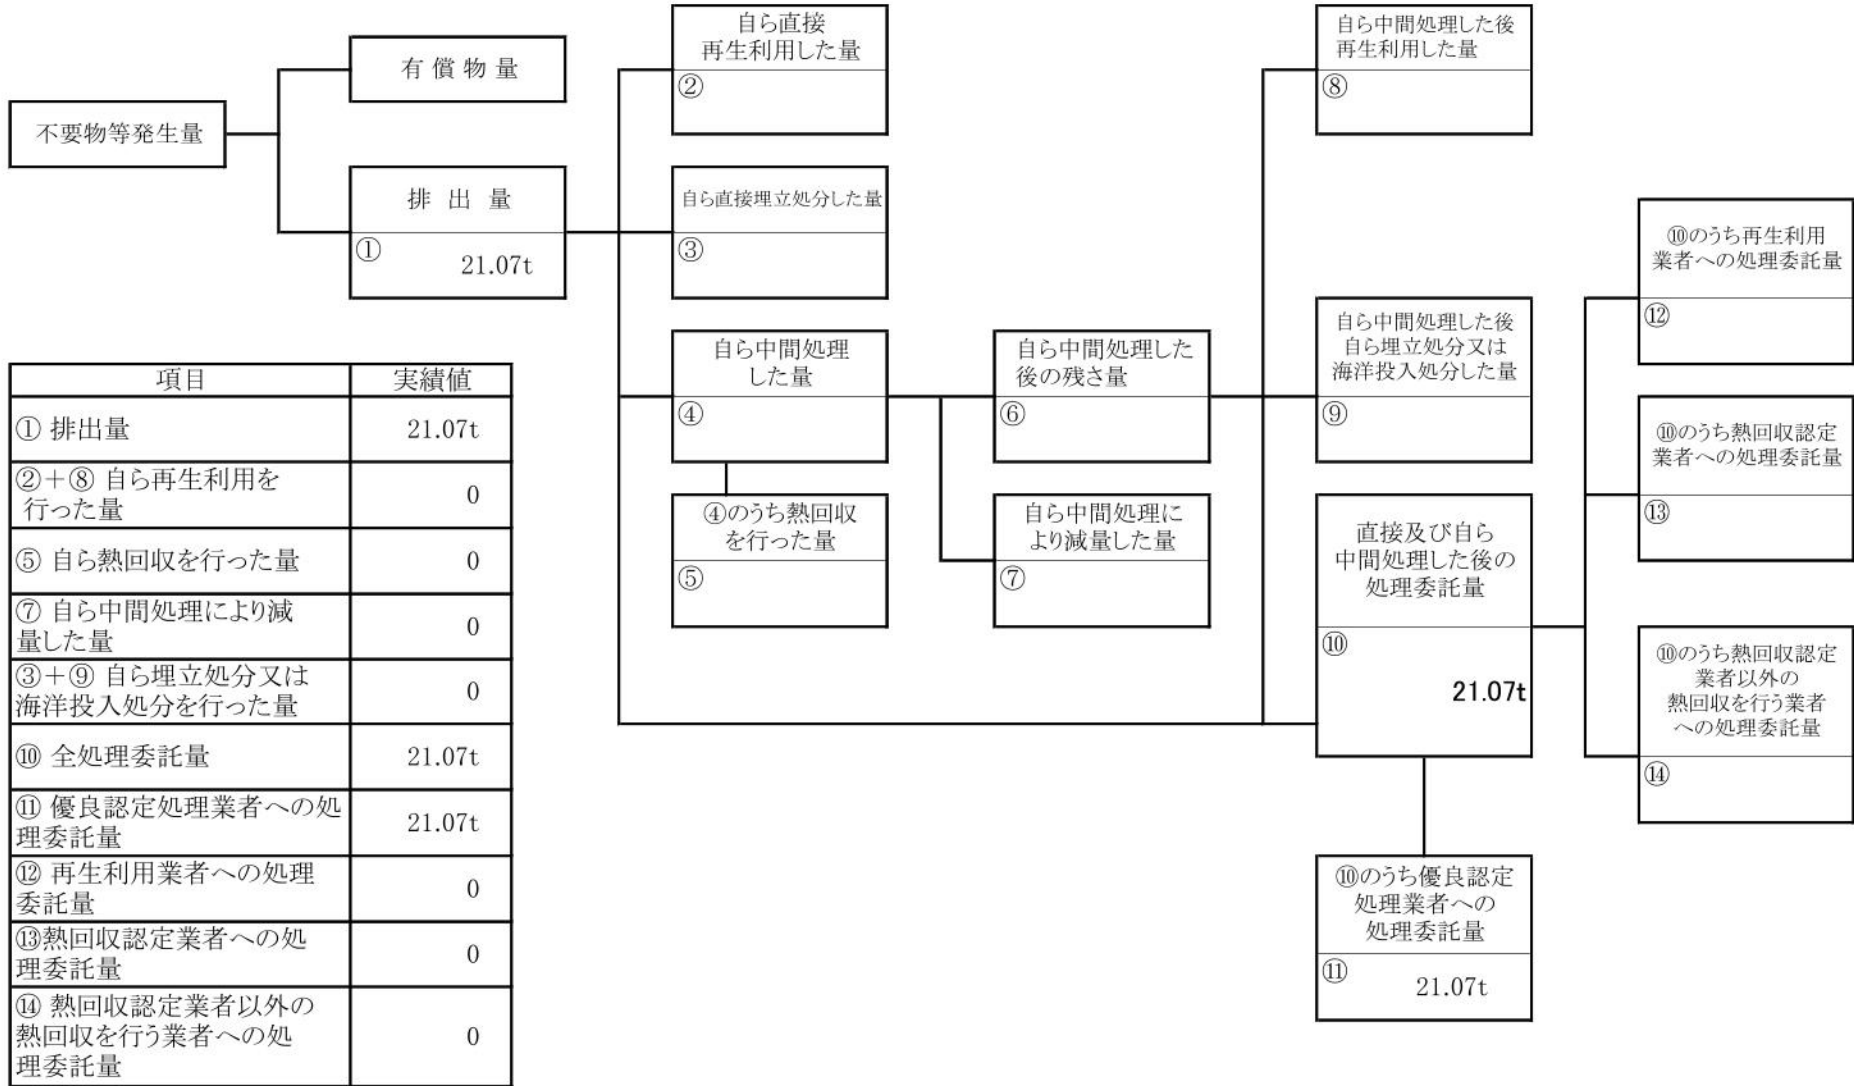 不要物等発生量
有償物量
排出量
①
21.07t
自ら直接
再生利用した量
②
自ら直接埋立処分した量
③
自ら中間処理
した量
④
④のうち熱回収
を行った量
⑤
自ら中間処理した
後の残さ量
⑥
自ら中間処理に
より減量した量
⑦
自ら中間処理した後
再生利用した量
⑧
自ら中間処理した後
自ら埋立処分又は
海洋投入処分した量
⑨
直接及び自ら
中間処理した後の
処理委託量
⑩
21.07t
⑩のうち優良認定
処理業者への
処理委託量
⑪
21.07t
⑩のうち再生利用
業者への処理委託量
⑫
⑩のうち熱回収認定
業者への処理委託量
⑬
⑩のうち熱回収認定
業者以外の
熱回収を行う業者
への処理委託量
⑭
項目 実績値
① 排出量 21.07t
②＋⑧ 自ら再生利用を
行った量 0
⑤ 自ら熱回収を行った量 0
⑦ 自ら中間処理により減
量した量 0
③＋⑨ 自ら埋立処分又は
海洋投入処分を行った量 0
⑩ 全処理委託量 21.07t
⑪ 優良認定処理業者への処
理委託量 21.07t
⑫ 再生利用業者への処理
委託量 0
⑬熱回収認定業者への処
理委託量 0
⑭ 熱回収認定業者以外の
熱回収を行う業者への処
理委託量 0